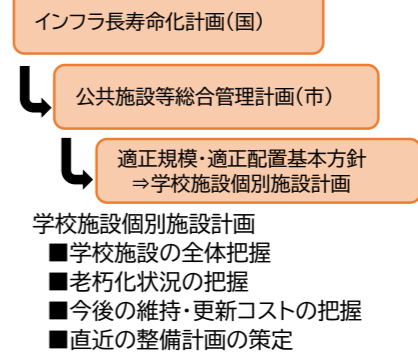 インフラ長寿命化計画(国)
公共施設等総合管理計画(市)
適正規模・適正配置基本方針
⇒学校施設個別施設計画
学校施設個別施設計画
■学校施設の全体把握
■老朽化状況の把握
■今後の維持・更新コストの把握
■直近の整備計画の策定